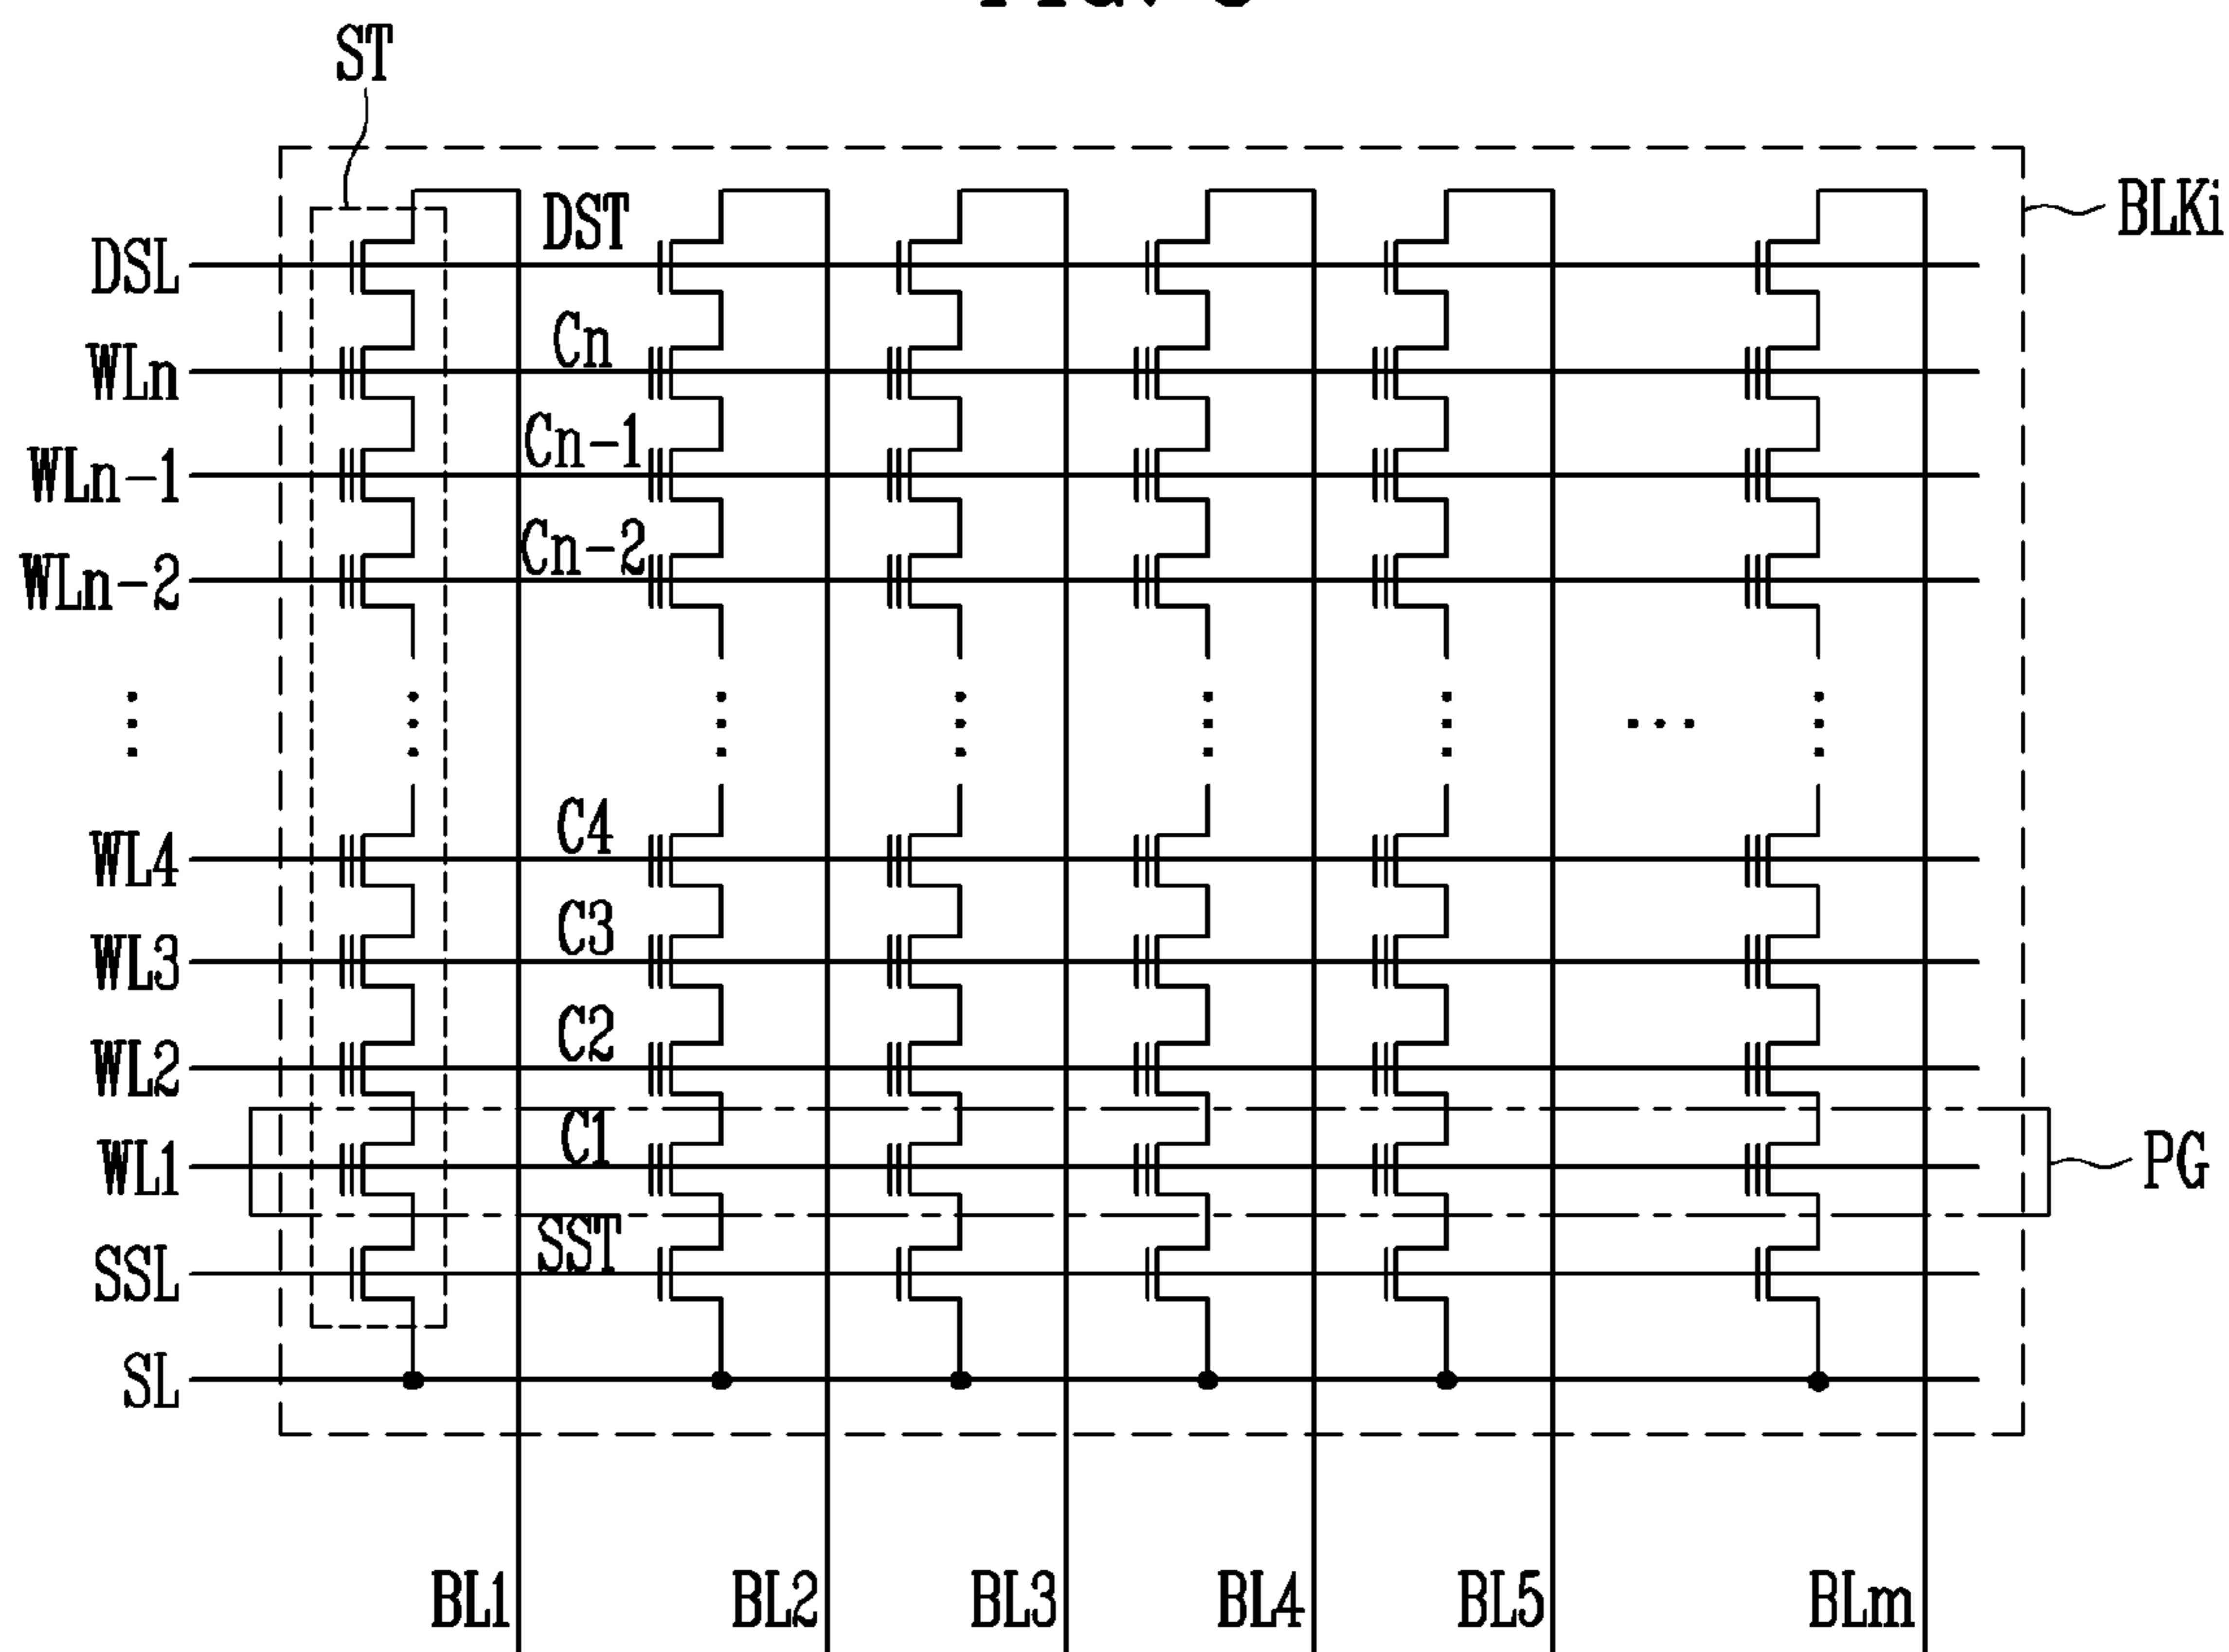 ST
BLKi
DSL
DST
WLn
Cn
WLn-1
Cn-1
WLn-2
Cn-2
WL4
C4
WL3
C3
WL2
C2
WL1
C1
PG
SSL
SST
SL
BL1 BL2 BL3 BL4 BL5 BLm